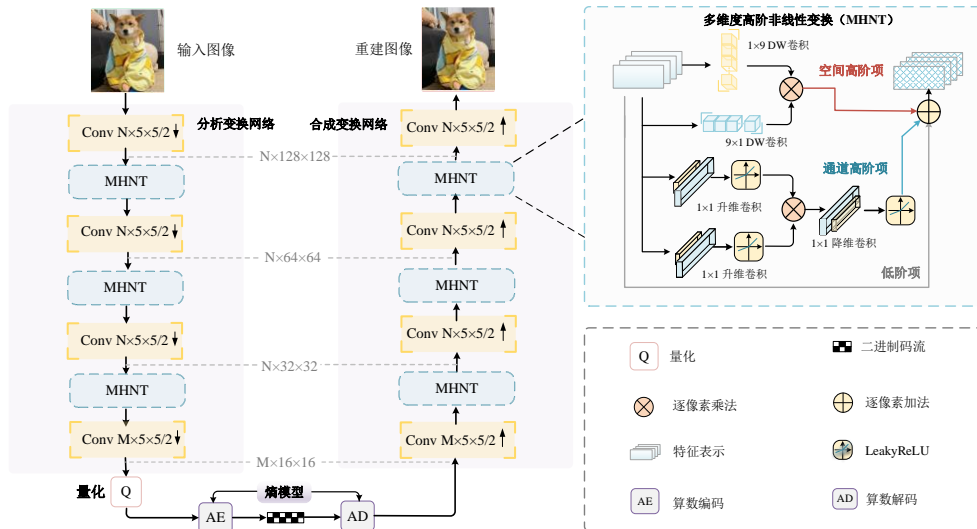 输入图像
重建图像
分析变换网络
合成变换网络
Conv N×5×5/2
MHNT
Conv N×5×5/2
MHNT
Conv N×5×5/2
MHNT
Conv M×5×5/2
量化
Q
AE
熵模型
AD
N×128×128
N×64×64
N×32×32
M×16×16
Conv N×5×5/2
MHNT
Conv N×5×5/2
MHNT
Conv N×5×5/2
MHNT
Conv M×5×5/2
多维度高阶非线性变换（MHNT）
1×9 DW卷积
空间高阶项
9×1 DW卷积
通道高阶项
1×1 升维卷积
1×1 降维卷积
1×1 升维卷积
低阶项
Q
量化
二进制码流
逐像素乘法
逐像素加法
特征表示
LeakyReLU
AE
算数编码
AD
算数解码